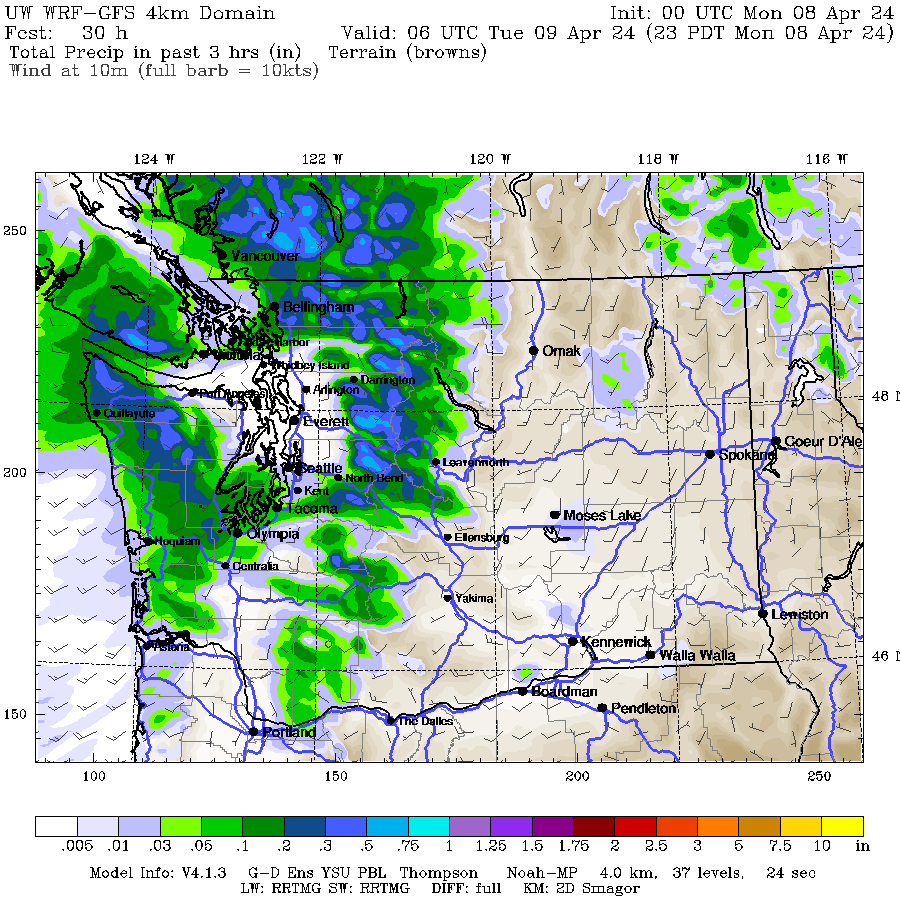 UW WRF-GFS 4km Domain Init: 00 UTC Mon 08 Apr 24
Fcst: 30 h Valid: 06 UTC Tue 09 Apr 24 (23 PDT Mon 08 Apr 24)
Total Precip in past 3 hrs (in) Terrain (browns)
Wind at 10m (full barb = 10kts)
124 W 122 W 120 W 118 W 116 W
250
Vancouver
Bellingham
Harbor
Victoria
Whidbey Island
Omak
Port Angeles
Arlington
Darrington
48 N
Quillayute
Everett
Coeur D'Ale
Spokane
200
Seattle
Leavenworth
North Bend
Kent
Tacoma
Moses Lake
Olympia
Hoquiam
Ellensburg
Centralia
Yakima
Lewiston
Astoria
Kennewick
Walla Walla
46 N
Boardman
Pendleton
150
The Dalles
Portland
100 150 200 250
.005 .01 .03 .05 .1 .2 .3 .5 .75 1 1.25 1.5 1.75 2 2.5 3 5 7.5 10 in
Model Info: V4.1.3 G-D Ens YSU PBL Thompson Noah-MP 4.0 km, 37 levels, 24 sec
LW: RRTMG SW: RRTMG DIFF: full KM: 2D Smagor